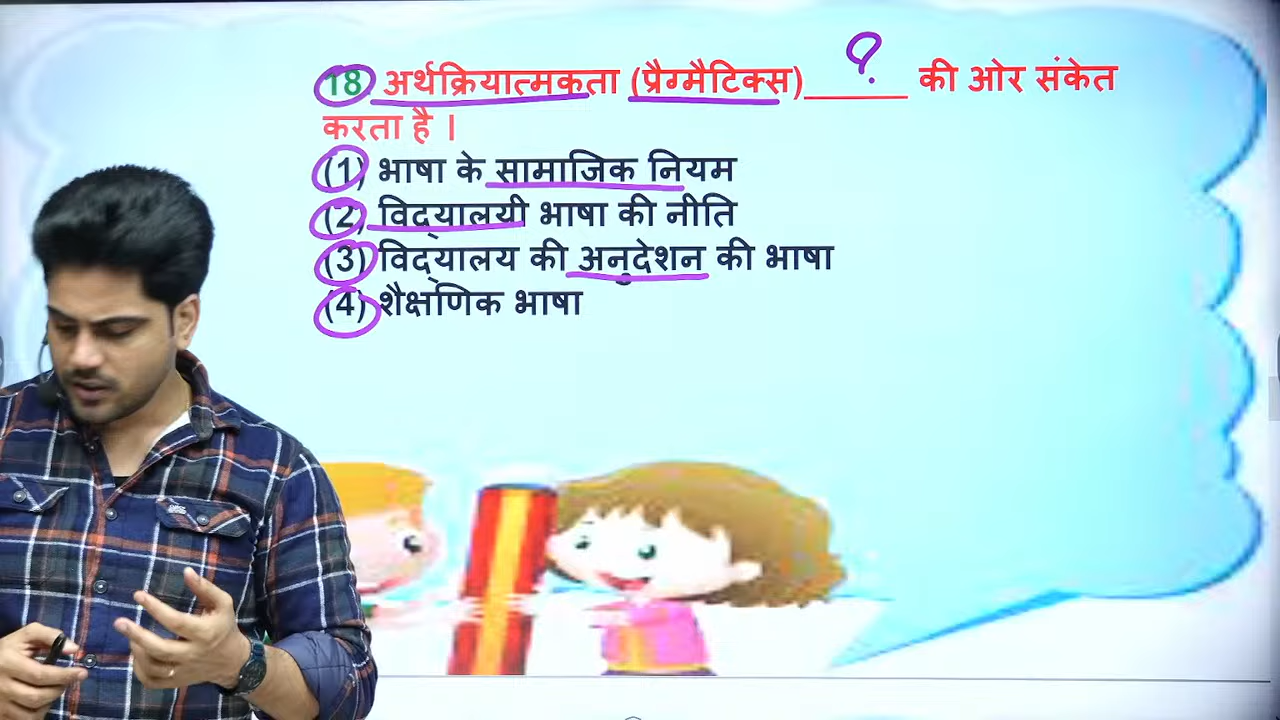 18 अर्थक्रियात्मकता (प्रैग्मैटिक्स)______ ? की ओर संकेत
करता है ।
(1) भाषा के सामाजिक नियम
(2) विद्यालयी भाषा की नीति
(3) विद्यालय की अनुदेशन की भाषा
(4) शैक्षणिक भाषा